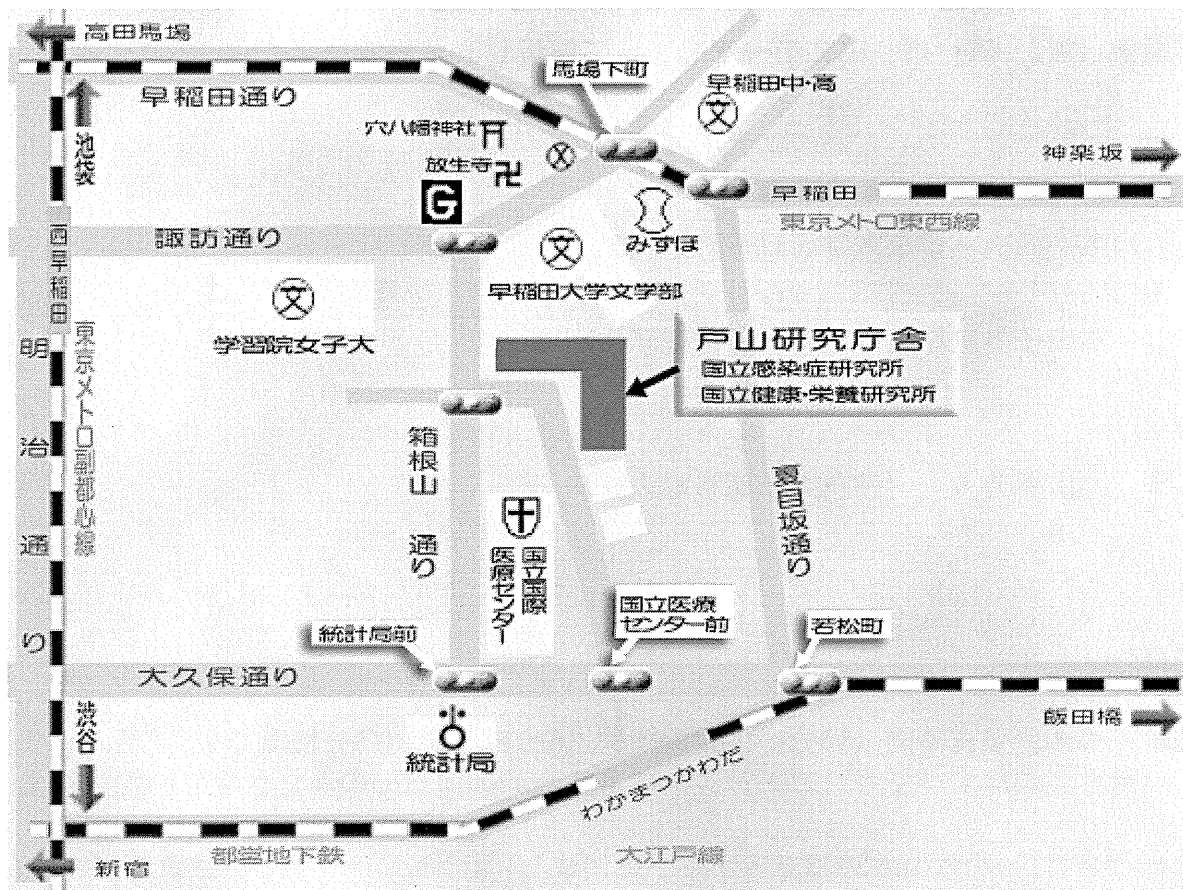 高田馬場
早稲田通り
池袋
馬場下町
早稲田中・高
文
穴八幡神社
放生寺
G
文
神楽坂
早稲田
東京メトロ東西線
みずほ
諏訪通り
文
早稲田大学文学部
西早稲田
文
学習院女子大
戸山研究庁舎
国立感染症研究所
国立健康・栄養研究所
明治通り
東京メトロ副都心線
箱根山通り
夏目坂通り
国立国際
医療センター
国立医療
センター前
若松町
統計局前
大久保通り
渋谷
統計局
飯田橋
わかまつかわだ
都営地下鉄
大江戸線
新宿